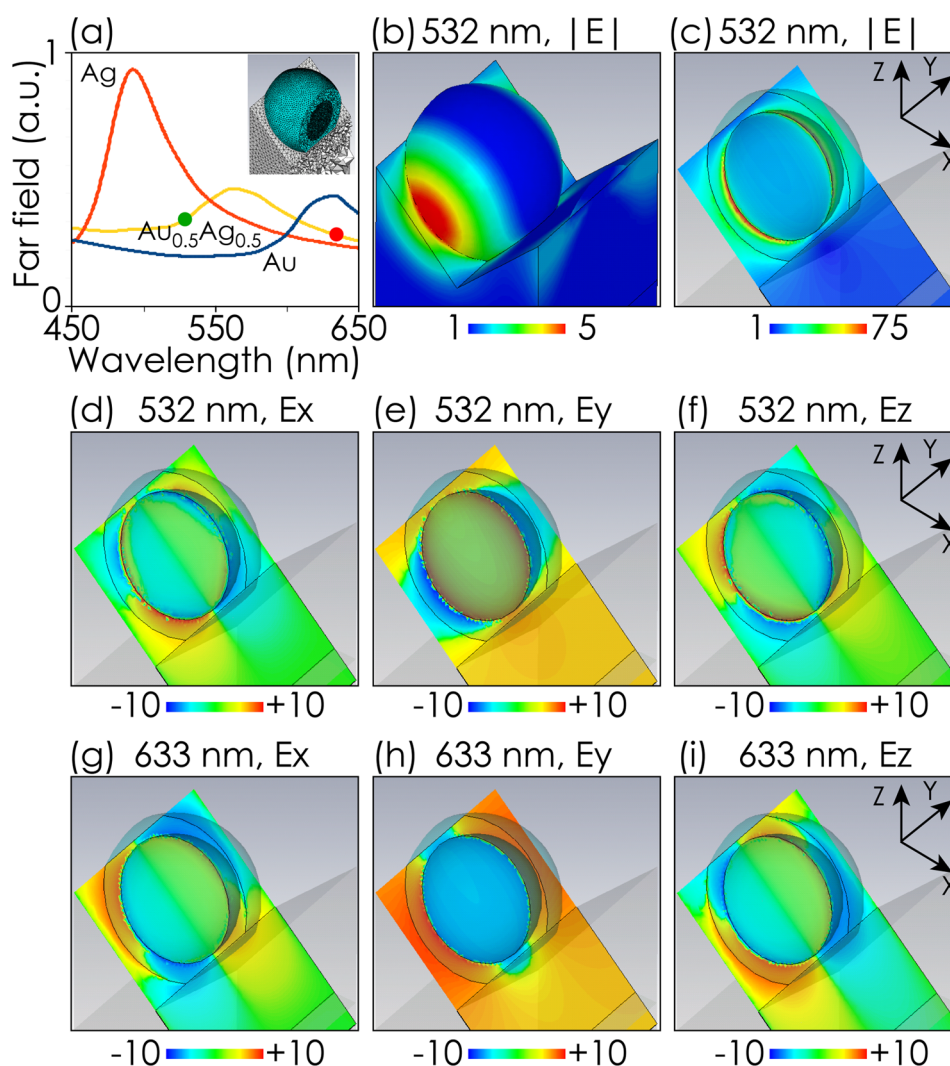 (a)
(b) 532 nm, |E|
(c) 532 nm, |E|
Far field (a.u.)
1
0
Ag
Au0.5Ag0.5
Au
450 550 650
Wavelength (nm)
1 5
1 75
Z Y X
(d) 532 nm, Ex
(e) 532 nm, Ey
(f) 532 nm, Ez
Z Y X
-10 +10
-10 +10
-10 +10
(g) 633 nm, Ex
(h) 633 nm, Ey
(i) 633 nm, Ez
Z Y X
-10 +10
-10 +10
-10 +10